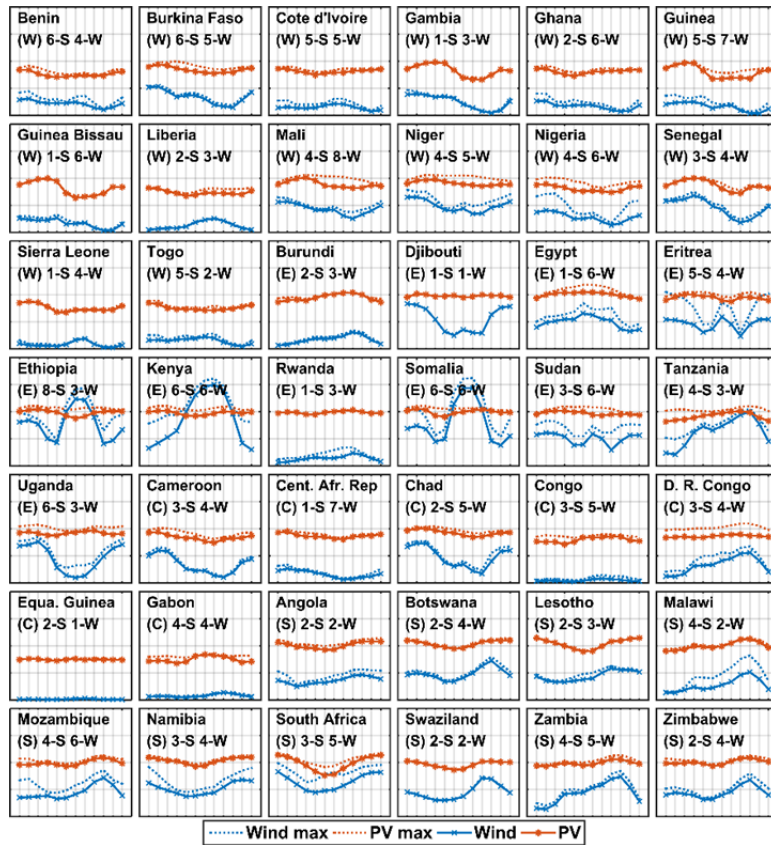 Benin
(W) 6-S 4-W
Burkina Faso
(W) 6-S 5-W
Cote d'Ivoire
(W) 5-S 5-W
Gambia
(W) 1-S 3-W
Ghana
(W) 2-S 6-W
Guinea
(W) 5-S 7-W
Guinea Bissau
(W) 1-S 6-W
Liberia
(W) 2-S 3-W
Mali
(W) 4-S 8-W
Niger
(W) 4-S 5-W
Nigeria
(W) 4-S 6-W
Senegal
(W) 3-S 4-W
Sierra Leone
(W) 1-S 4-W
Togo
(W) 5-S 2-W
Burundi
(E) 2-S 3-W
Djibouti
(E) 1-S 1-W
Egypt
(E) 1-S 6-W
Eritrea
(E) 5-S 4-W
Ethiopia
(E) 8-S 3-W
Kenya
(E) 6-S 6-W
Rwanda
(E) 1-S 3-W
Somalia
(E) 6-S
Sudan
(E) 3-S 6-W
Tanzania
(E) 4-S 3-W
Uganda
(E) 6-S 3-W
Cameroon
(C) 3-S 4-W
Cent. Afr. Rep
(C) 1-S 7-W
Chad
(C) 2-S 5-W
Congo
(C) 3-S 5-W
D. R. Congo
(C) 3-S 4-W
Equa. Guinea
(C) 2-S 1-W
Gabon
(C) 4-S 4-W
Angola
(S) 2-S 2-W
Botswana
(S) 2-S 4-W
Lesotho
(S) 2-S 3-W
Malawi
(S) 4-S 2-W
Mozambique
(S) 4-S 6-W
Namibia
(S) 3-S 4-W
South Africa
(S) 3-S 5-W
Swaziland
(S) 2-S 2-W
Zambia
(S) 4-S 5-W
Zimbabwe
(S) 2-S 4-W
Wind max PV max Wind PV